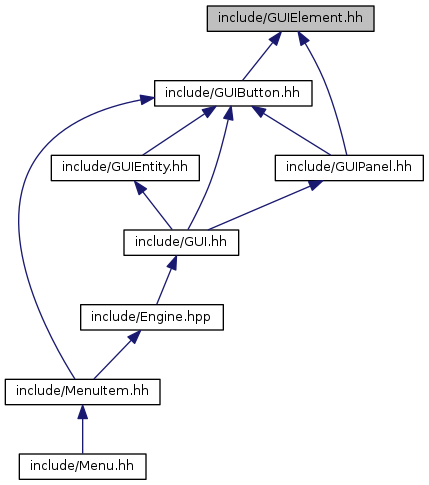 include/GUIElement.hh
include/GUIButton.hh
include/GUIEntity.hh
include/GUIPanel.hh
include/GUI.hh
include/Engine.hpp
include/MenuItem.hh
include/Menu.hh